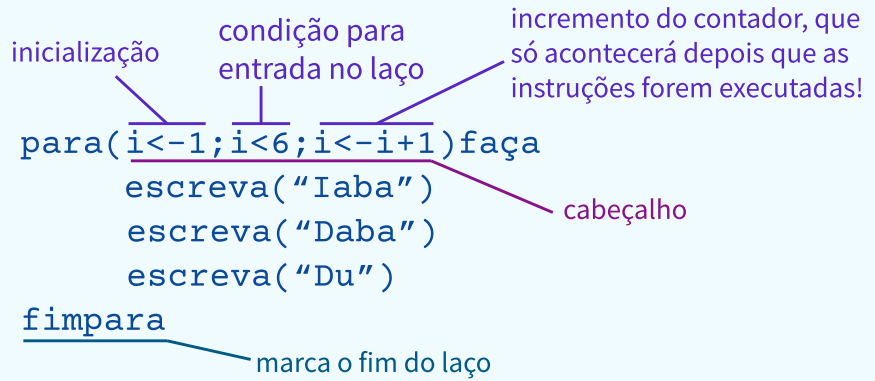 inicialização
condição para
entrada no laço
incremento do contador, que
só acontecerá depois que as
instruções forem executadas!
para(i<-1;i<6;i<-i+1)faça
escreva(“Iaba”)
cabeçalho
escreva(“Daba”)
escreva(“Du”)
fimpara
marca o fim do laço